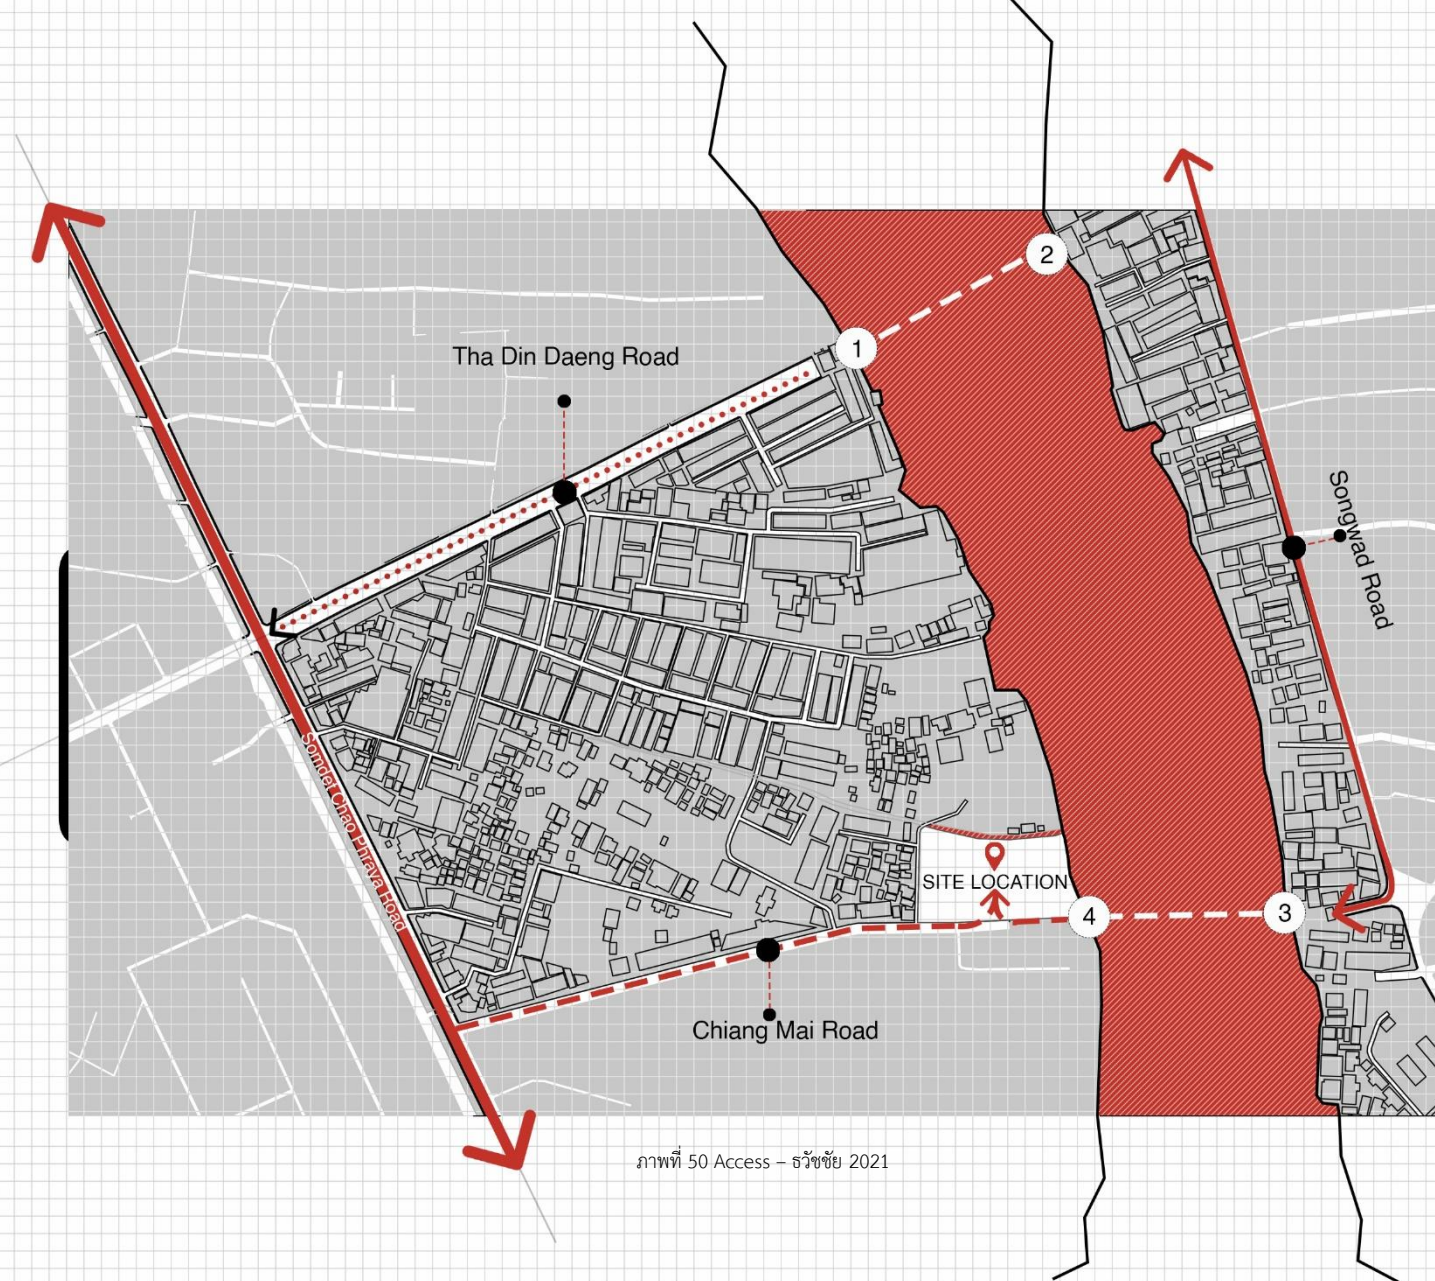 2
1
Tha Din Daeng Road
Songwad Road
Somdet Chao Phraya Road
SITE LOCATION
4
3
Chiang Mai Road
ภาพที่ 50 Access – ธวัชชัย 2021